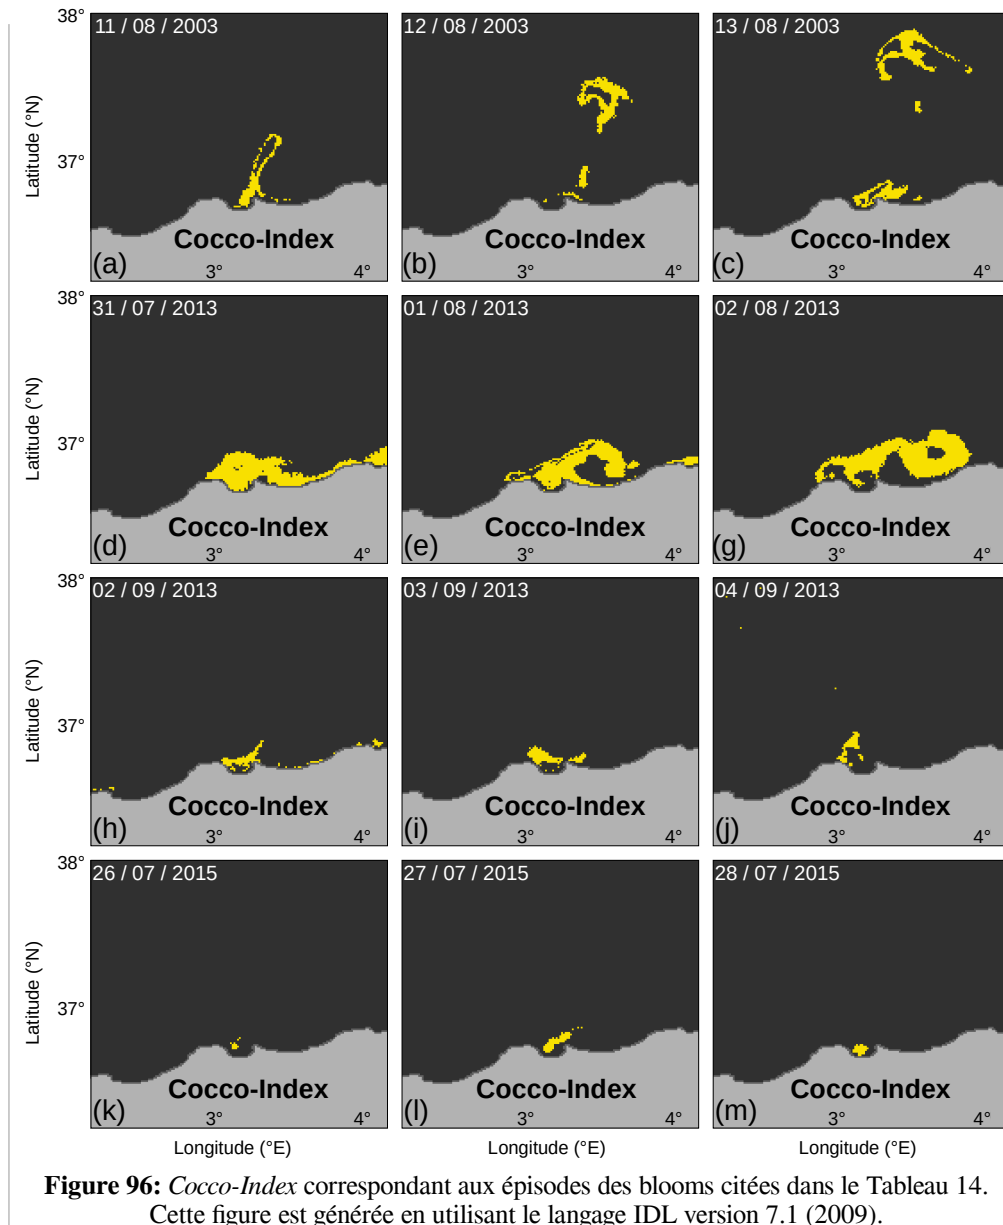 38°
11 / 08 / 2003
12 / 08 / 2003
13 / 08 / 2003
Latitude (°N)
37°
Cocco-Index
Cocco-Index
Cocco-Index
(a)
3°
4°
(b)
3°
4°
(c)
3°
4°
38°
31 / 07 / 2013
01 / 08 / 2013
02 / 08 / 2013
Latitude (°N)
37°
Cocco-Index
Cocco-Index
Cocco-Index
(d)
3°
4°
(e)
3°
4°
(g)
3°
4°
38°
02 / 09 / 2013
03 / 09 / 2013
04 / 09 / 2013
Latitude (°N)
37°
Cocco-Index
Cocco-Index
Cocco-Index
(h)
3°
4°
(i)
3°
4°
(j)
3°
4°
38°
26 / 07 / 2015
27 / 07 / 2015
28 / 07 / 2015
Latitude (°N)
37°
Cocco-Index
Cocco-Index
Cocco-Index
(k)
3°
4°
(l)
3°
4°
(m)
3°
4°
Longitude (°E)
Longitude (°E)
Longitude (°E)
Figure 96: Cocco-Index correspondant aux épisodes des blooms citées dans le Tableau 14.
Cette figure est générée en utilisant le langage IDL version 7.1 (2009).